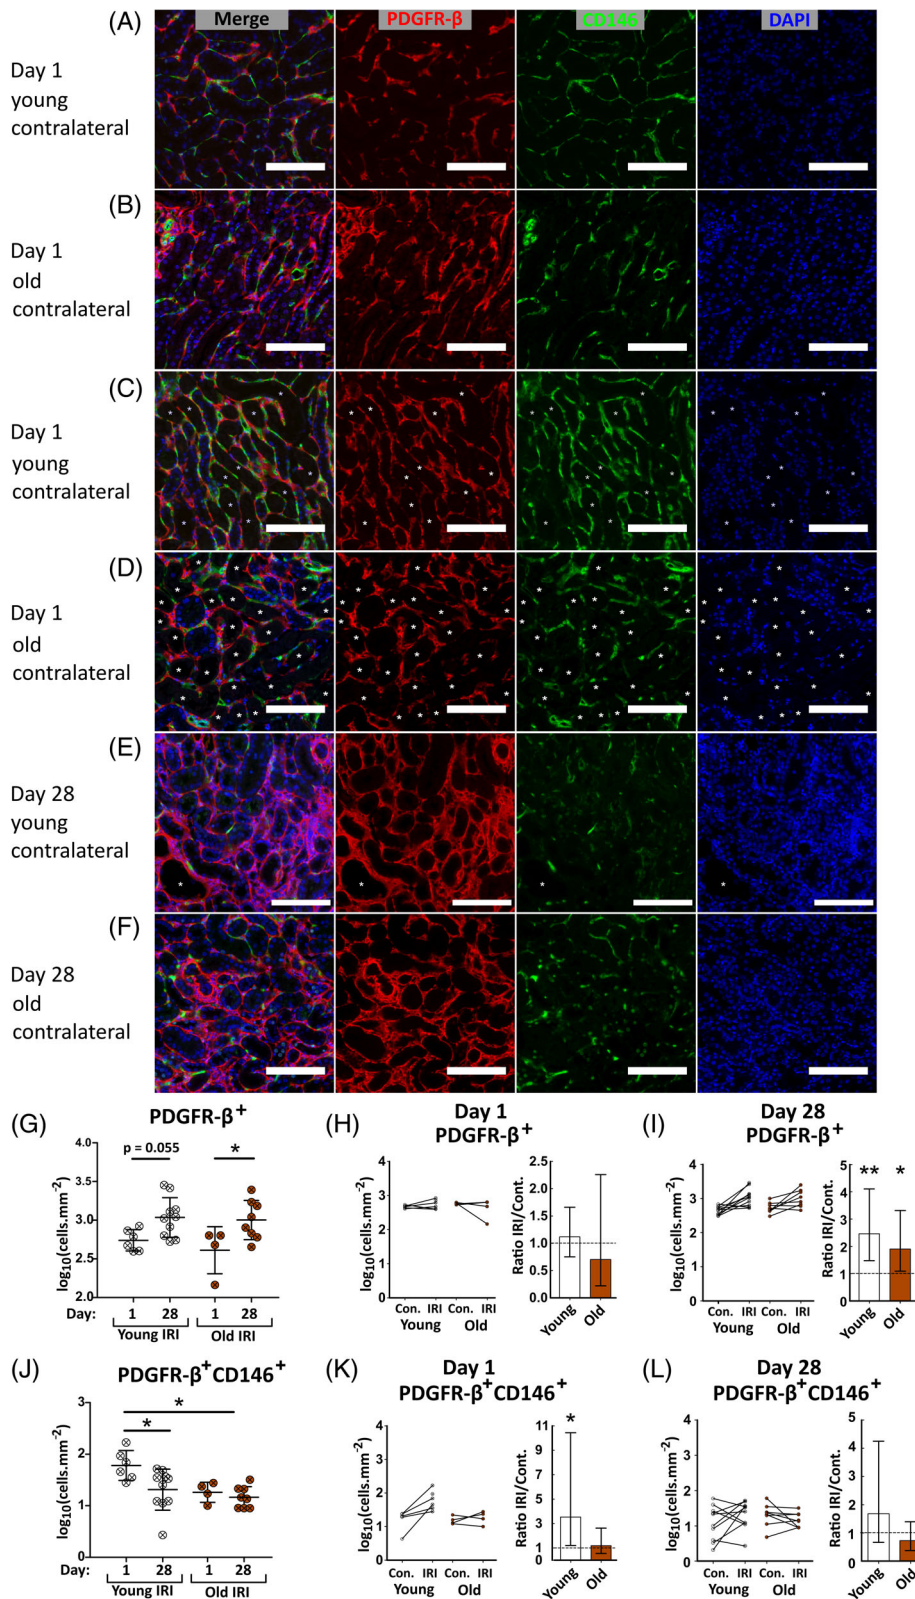 (A) Merge PDGFR-β CD146 DAPI
Day 1
young
contralateral
(B)
Day 1
old
contralateral
(C)
Day 1
young
contralateral
(D)
Day 1
old
contralateral
(E)
Day 28
young
contralateral
(F)
Day 28
old
contralateral
(G) PDGFR-β⁺
log₁₀(cells.mm⁻²)
4.0
3.5
3.0
2.5
2.0
p = 0.055
*
Day: 1 28 1 28
Young IRI Old IRI
(H) Day 1
PDGFR-β⁺
log₁₀(cells.mm⁻²)
4
3
2
1
0
Con. IRI Con. IRI
Young Old
Ratio IRI/Cont.
2.5
2.0
1.5
1.0
0.5
0.0
Young Old
(I) Day 28
PDGFR-β⁺
log₁₀(cells.mm⁻²)
4
3
2
1
0
Con. IRI Con. IRI
Young Old
Ratio IRI/Cont.
5
4
3
2
1
0
** *
Young Old
(J) PDGFR-β⁺CD146⁺
log₁₀(cells.mm⁻²)
3
2
1
0
*
*
Day: 1 28 1 28
Young IRI Old IRI
(K) Day 1
PDGFR-β⁺CD146⁺
log₁₀(cells.mm⁻²)
4
3
2
1
0
Con. IRI Con. IRI
Young Old
Ratio IRI/Cont.
11
9
7
5
3
1
0
*
Young Old
(L) Day 28
PDGFR-β⁺CD146⁺
log₁₀(cells.mm⁻²)
4
3
2
1
0
Con. IRI Con. IRI
Young Old
Ratio IRI/Cont.
5
4
3
2
1
0
Young Old